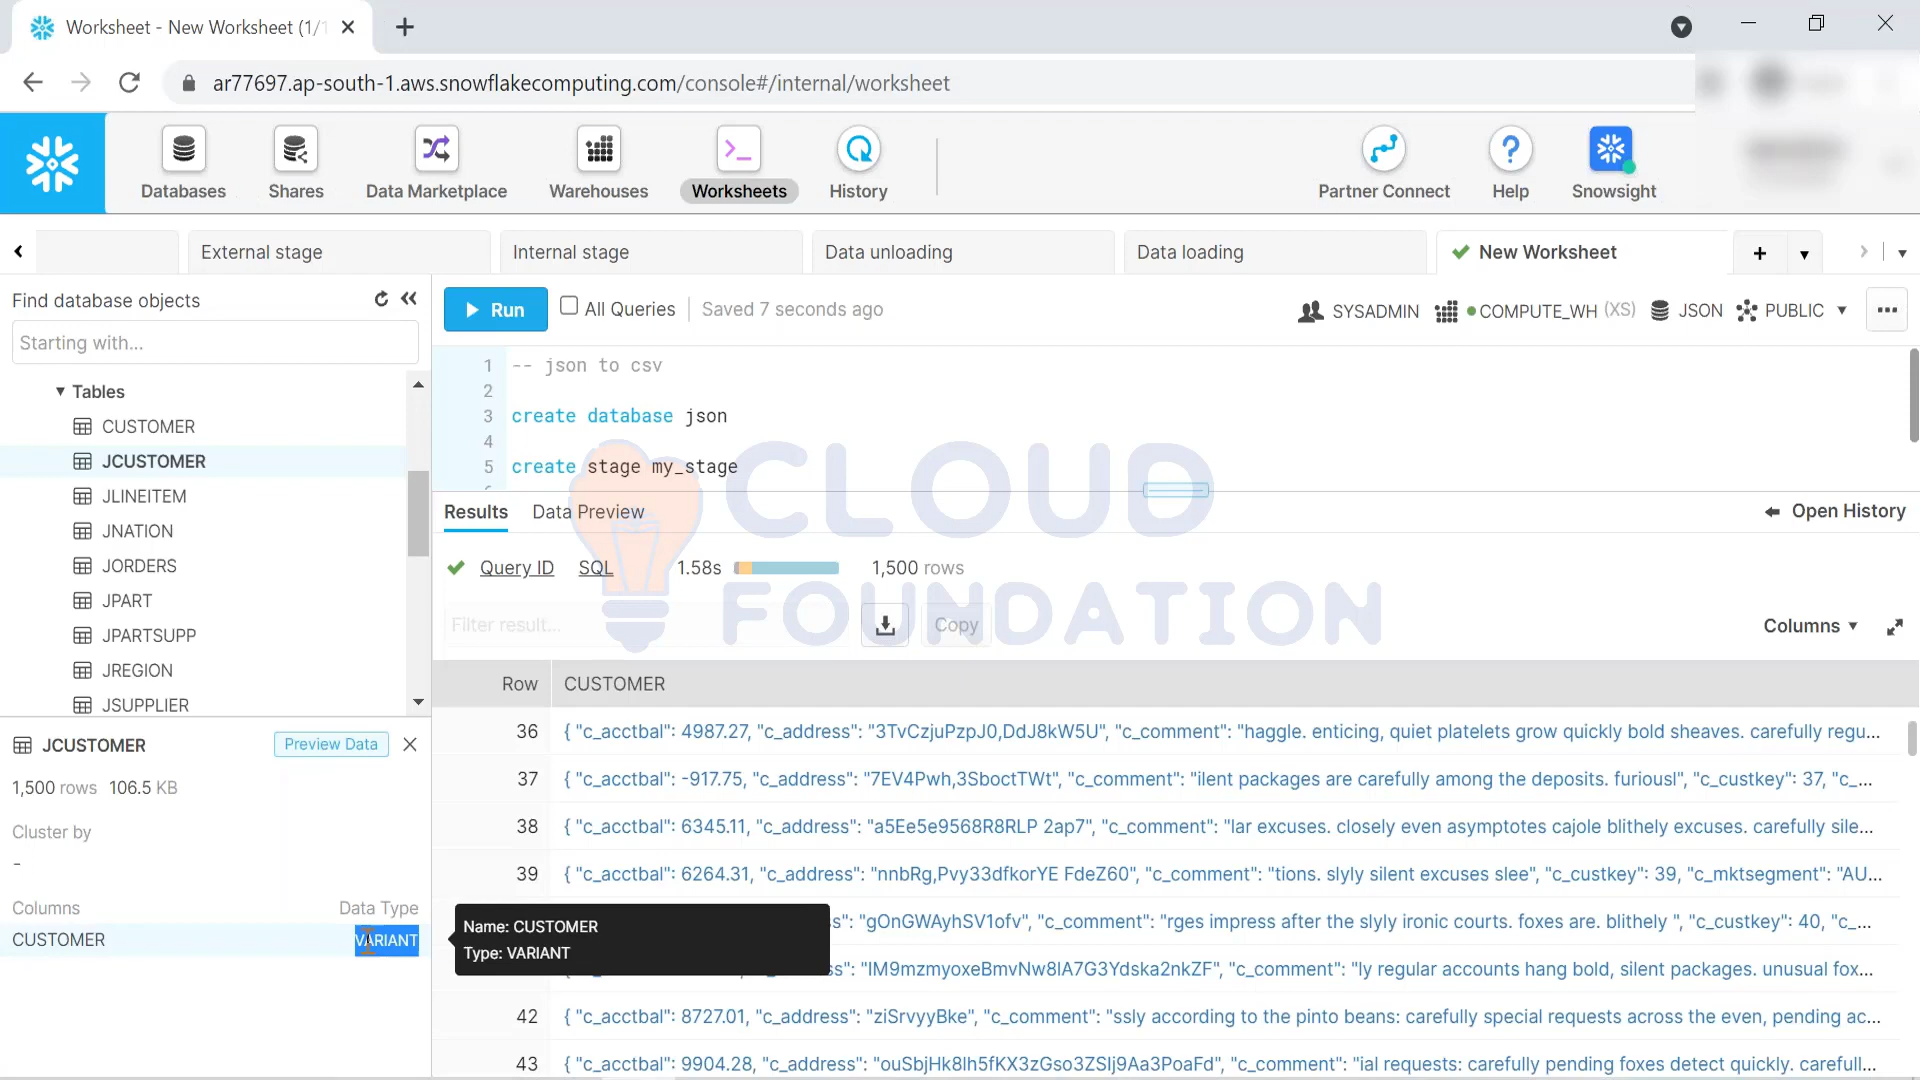 Worksheet - New Worksheet (1/1
ar77697.ap-south-1.aws.snowflakecomputing.com/console#/internal/worksheet
Databases
Shares
Data Marketplace
Warehouses
Worksheets
History
Partner Connect
Help
Snowsight
External stage
Internal stage
Data unloading
Data loading
New Worksheet
Find database objects
Starting with...
Run
All Queries
Saved 7 seconds ago
SYSADMIN
COMPUTE_WH (XS)
JSON
PUBLIC
Tables
CUSTOMER
JCUSTOMER
JLINEITEM
JNATION
JORDERS
JPART
JPARTSUPP
JREGION
JSUPPLIER
1 -- json to csv
2
3 create database json
4
5 create stage my_stage
CLOUD
FOUNDATION
Results
Data Preview
Open History
Query ID
SQL
1.58s
1,500 rows
Filter result...
Copy
Columns
Row CUSTOMER
36 { "c_acctbal": 4987.27, "c_address": "3TvCzjuPzpJ0,DdJ8kW5U", "c_comment": "haggle. enticing, quiet platelets grow quickly bold sheaves. carefully regu...
37 { "c_acctbal": -917.75, "c_address": "7EV4Pwh,3SboctTWt", "c_comment": "ilent packages are carefully among the deposits. furiousl", "c_custkey": 37, "c_...
38 { "c_acctbal": 6345.11, "c_address": "a5Ee5e9568R8RLP 2ap7", "c_comment": "lar excuses. closely even asymptotes cajole blithely excuses. carefully sile...
39 { "c_acctbal": 6264.31, "c_address": "nnbRg,Pvy33dfkorYE FdeZ60", "c_comment": "tions. slyly silent excuses slee", "c_custkey": 39, "c_mktsegment": "AU...
s": "gOnGWAyhSV1ofv", "c_comment": "rges impress after the slyly ironic courts. foxes are. blithely ", "c_custkey": 40, "c_...
ss": "IM9mzmyoxeBmvNw8lA7G3Ydska2nkZF", "c_comment": "ly regular accounts hang bold, silent packages. unusual fox...
42 { "c_acctbal": 8727.01, "c_address": "ziSrvyyBke", "c_comment": "ssly according to the pinto beans: carefully special requests across the even, pending ac...
43 { "c_acctbal": 9904.28, "c_address": "ouSbjHk8lh5fKX3zGso3ZSIj9Aa3PoaFd", "c_comment": "ial requests: carefully pending foxes detect quickly. carefull...
JCUSTOMER
Preview Data
1,500 rows 106.5 KB
Cluster by
-
Columns
Data Type
CUSTOMER
VARIANT
Name: CUSTOMER
Type: VARIANT